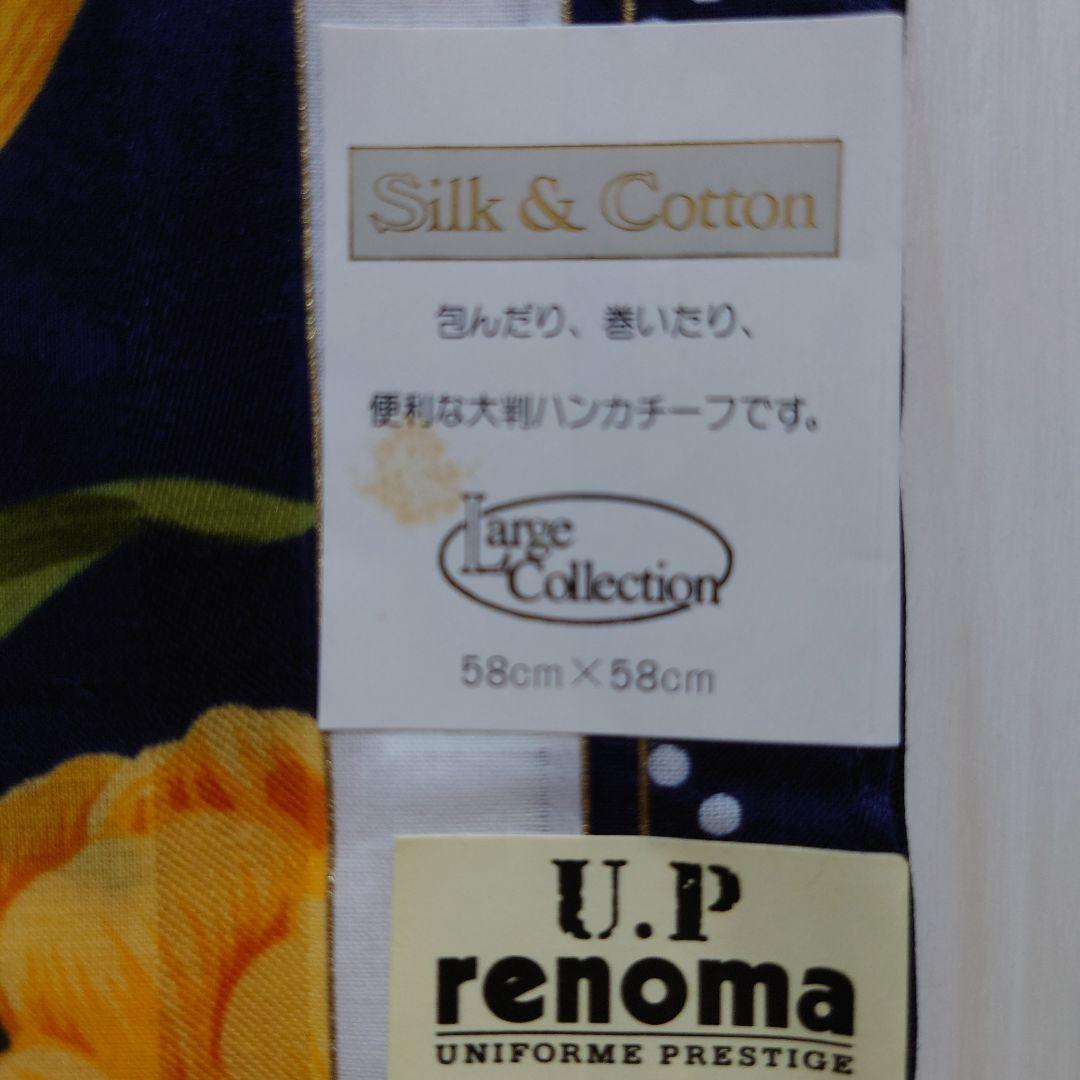 Silk & Cotton
包んだり、巻いたり、
便利な大判ハンカチーフです。
Large
Collection
58cm×58cm
U.P
renoma
UNIFORME PRESTIGE